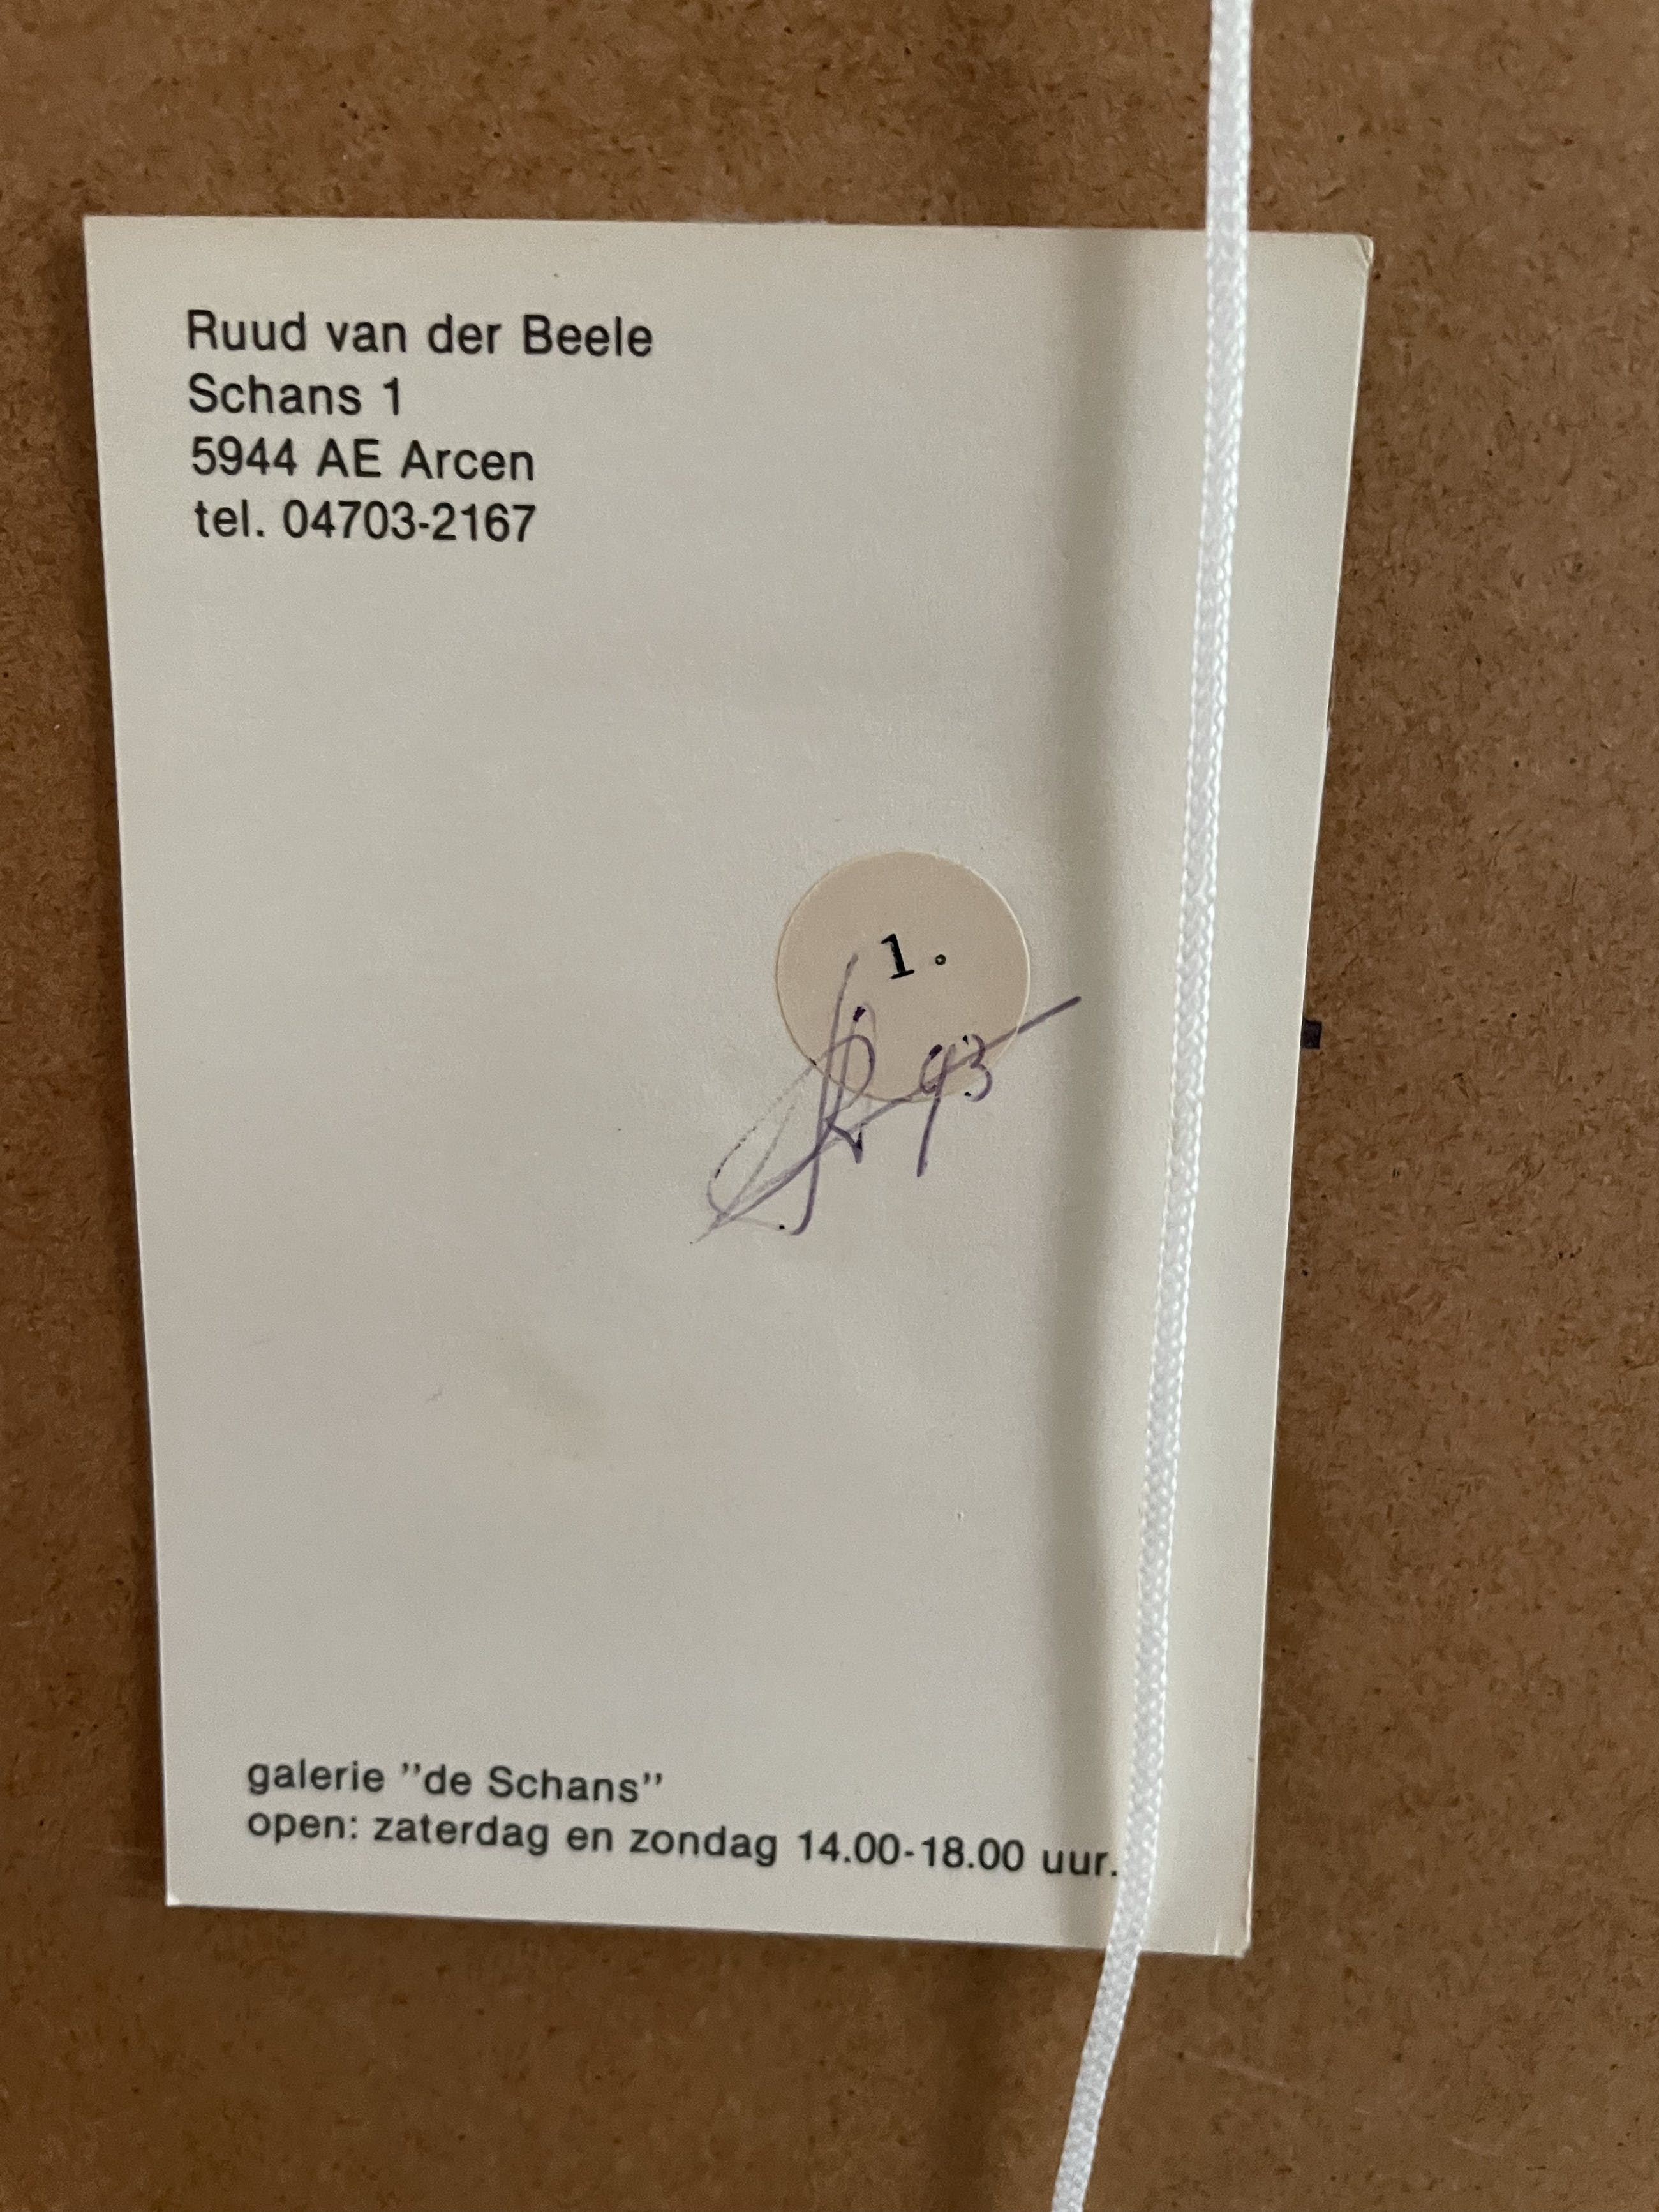 Ruud van der Beele
Schans 1
5944 AE Arcen
tel. 04703-2167
1.
93
galerie "de Schans"
open: zaterdag en zondag 14.00-18.00 uur.